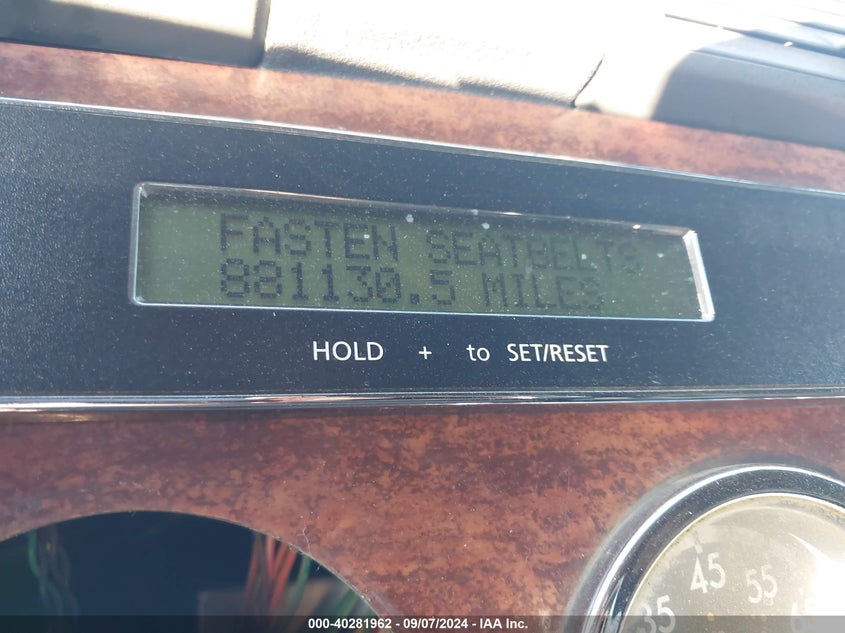 FASTEN SEATBELTS
881130.5 MILES
HOLD + to SET/RESET
35 45 55 65
000-40281962 - 09/07/2024 - IAA Inc.